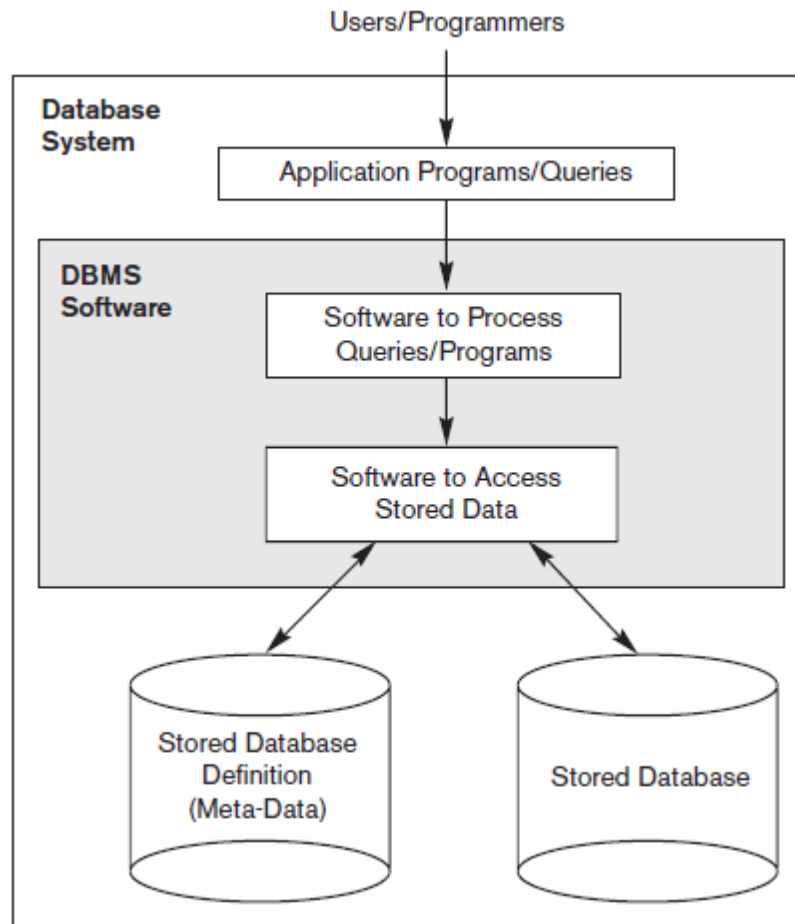 Users/Programmers
Database
System
Application Programs/Queries
DBMS
Software
Software to Process
Queries/Programs
Software to Access
Stored Data
Stored Database
Definition
(Meta-Data)
Stored Database